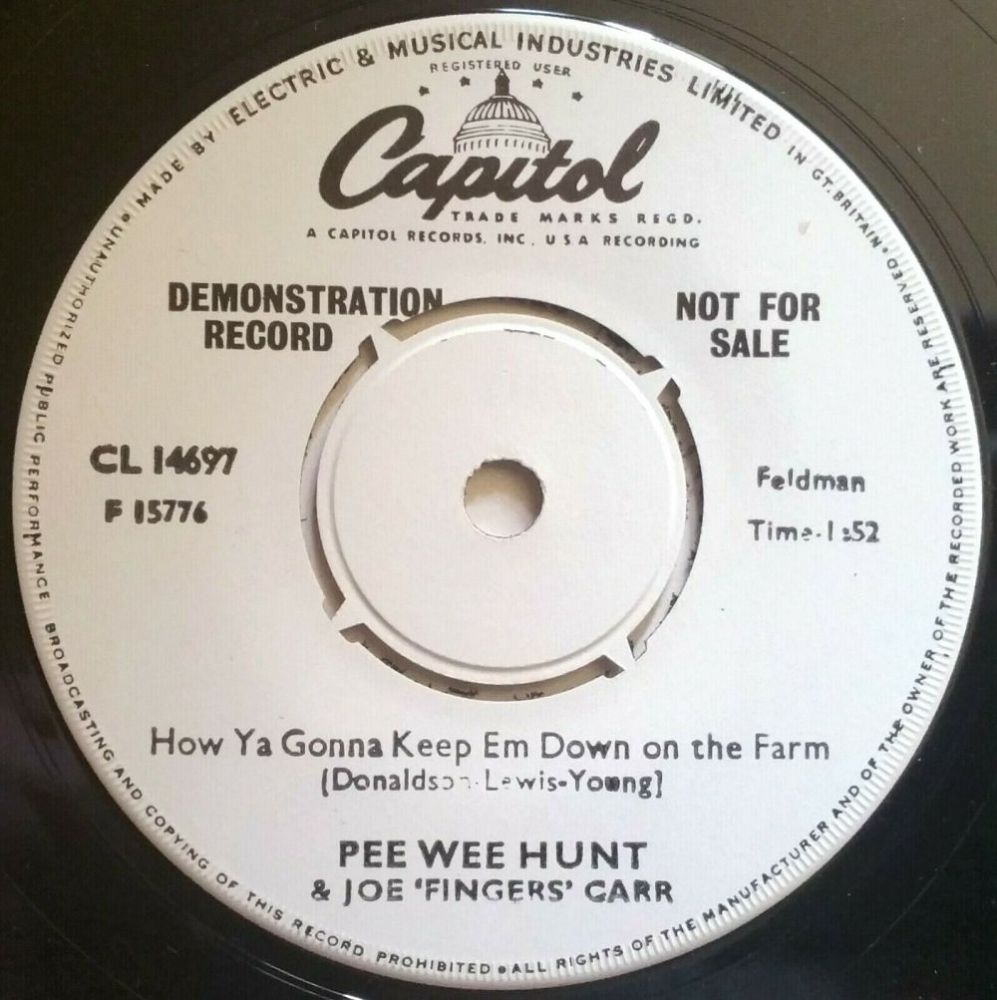 MADE BY ELECTRIC & MUSICAL INDUSTRIES LIMITED IN GT. BRITAIN
REGISTERED USER
Capitol
TRADE MARKS REGD.
A CAPITOL RECORDS, INC, U S A RECORDING
DEMONSTRATION
RECORD
NOT FOR
SALE
CL 14697
F 15776
Feldman
Time-1:52
How Ya Gonna Keep Em Down on the Farm
(Donaldson-Lewis-Young)
PEE WEE HUNT
& JOE 'FINGERS' CARR
ALL RIGHTS OF THE MANUFACTURER AND OF THE OWNER OF THE RECORDED WORK ARE RESERVED • UNAUTHORIZED PUBLIC PERFORMANCE BROADCASTING AND COPYING OF THIS RECORD PROHIBITED •